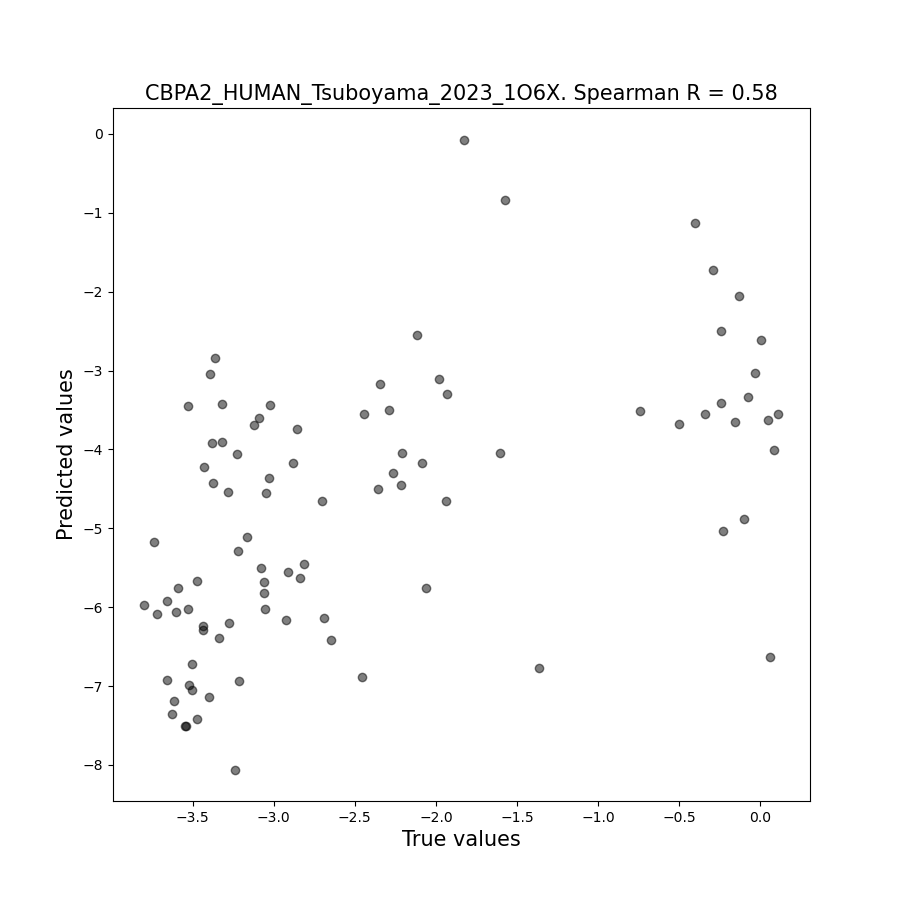 CBPA2_HUMAN_Tsuboyama_2023_1O6X. Spearman R = 0.58
0
−1
−2
−3
−4
−5
−6
−7
−8
Predicted values
−3.5 −3.0 −2.5 −2.0 −1.5 −1.0 −0.5 0.0
True values